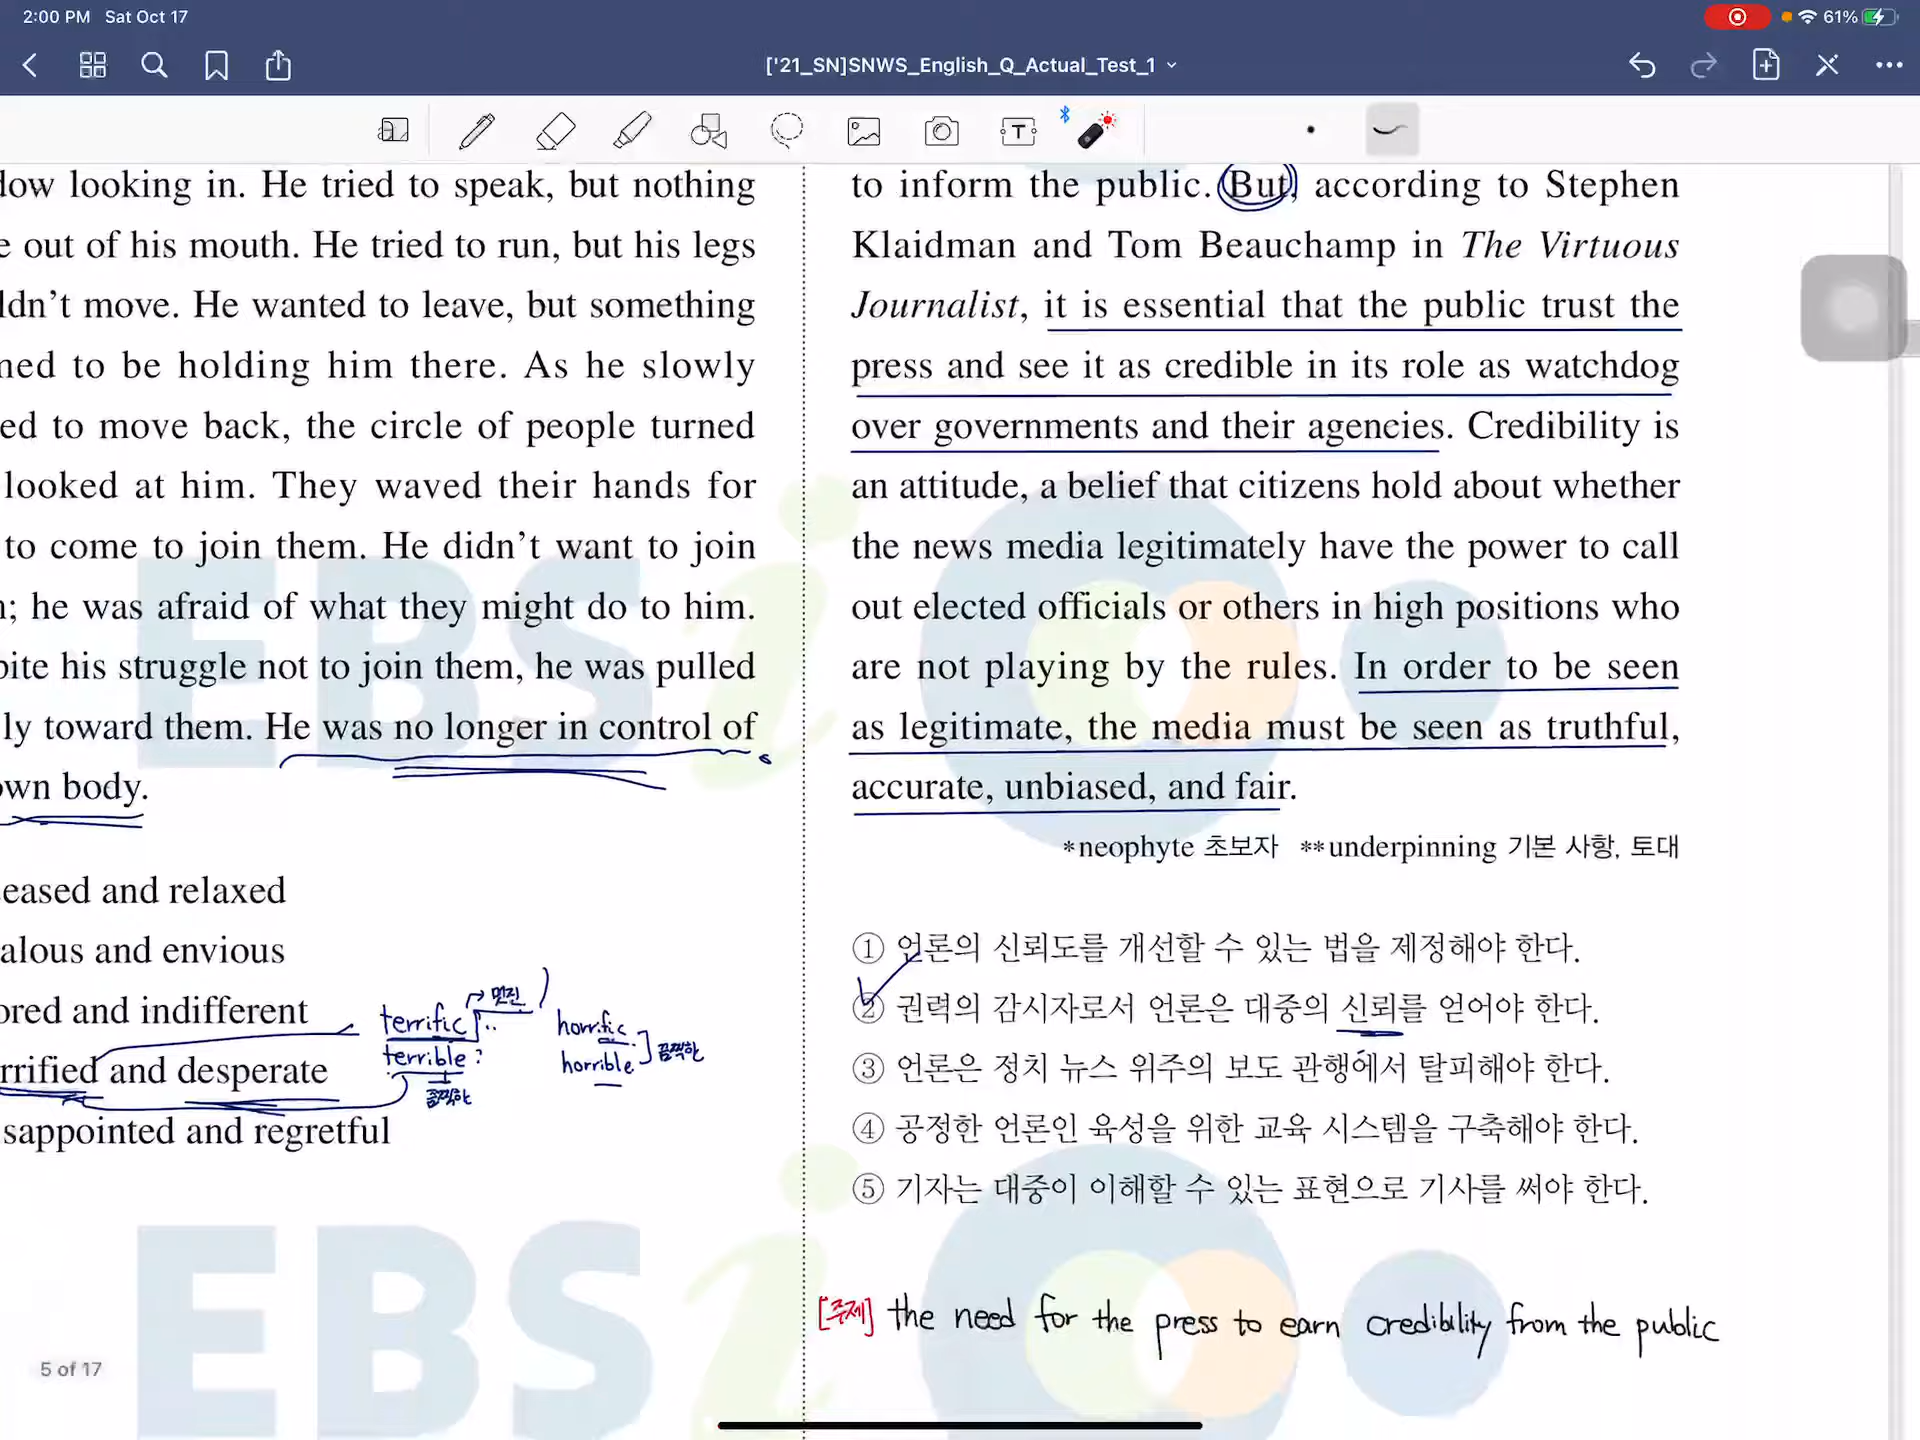 2:00 PM Sat Oct 17
61%
['21_SN]SNWS_English_Q_Actual_Test_1
dow looking in. He tried to speak, but nothing
e out of his mouth. He tried to run, but his legs
ldn't move. He wanted to leave, but something
ned to be holding him there. As he slowly
ed to move back, the circle of people turned
looked at him. They waved their hands for
to come to join them. He didn't want to join
n; he was afraid of what they might do to him.
pite his struggle not to join them, he was pulled
ly toward them. He was no longer in control of
own body.
eased and relaxed
alous and envious
ored and indifferent
rrified and desperate
sappointed and regretful
terrific → 멋진
terrible
끔찍한
horrific
horrible
끔찍한
to inform the public. But, according to Stephen
Klaidman and Tom Beauchamp in The Virtuous
Journalist, it is essential that the public trust the
press and see it as credible in its role as watchdog
over governments and their agencies. Credibility is
an attitude, a belief that citizens hold about whether
the news media legitimately have the power to call
out elected officials or others in high positions who
are not playing by the rules. In order to be seen
as legitimate, the media must be seen as truthful,
accurate, unbiased, and fair.
*neophyte 초보자 **underpinning 기본 사항, 토대
① 언론의 신뢰도를 개선할 수 있는 법을 제정해야 한다.
② 권력의 감시자로서 언론은 대중의 신뢰를 얻어야 한다.
③ 언론은 정치 뉴스 위주의 보도 관행에서 탈피해야 한다.
④ 공정한 언론인 육성을 위한 교육 시스템을 구축해야 한다.
⑤ 기자는 대중이 이해할 수 있는 표현으로 기사를 써야 한다.
[주제] the need for the press to earn credibility from the public
5 of 17
EBSi
EBSi